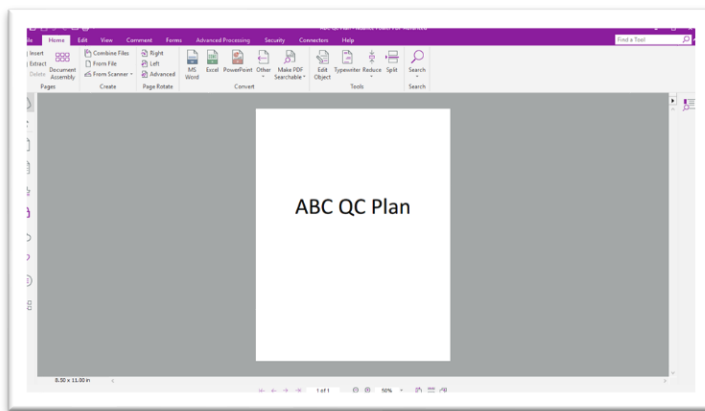 Home Edit View Comment Forms Advanced Processing Security Connectors Help Find a Tool
Insert Combine Files Right
Extract From File Left
Delete Document Assembly From Scanner Advanced MS Word Excel PowerPoint Other Make PDF Searchable Edit Object Typewriter Reduce Split Search
Pages Create Page Rotate Convert Tools Search
ABC QC Plan
8.50 x 11.00 in
1 of 1 50%